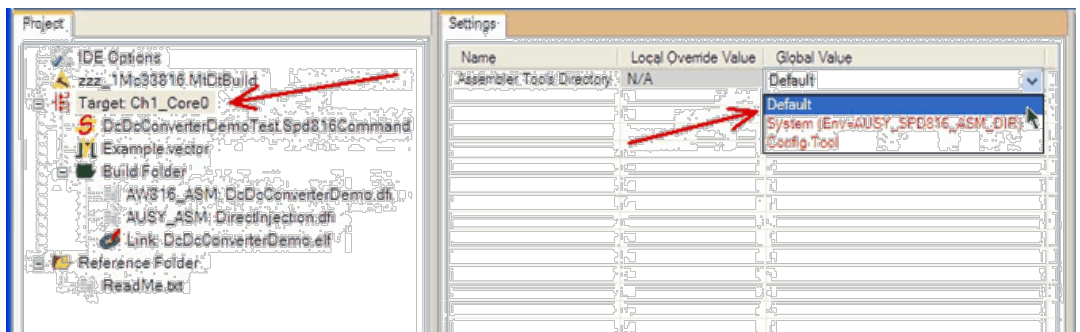 Project
IDE Options
zzz_1Mc33816.MtDtBuild
Target: Ch1_Core0
DcDcConverterDemoTest.Spd816Command
Example.vector
Build Folder
AW816_ASM: DcDcConverterDemo.dfi
AUSY_ASM: DirectInjection.dfi
Link: DcDcConverterDemo.elf
Reference Folder
ReadMe.txt
Settings
Name Local Override Value Global Value
Assembler Tools Directory N/A Default
Default
System (Env=AUSY_SPD816_ASM_DIR)
Config Tool